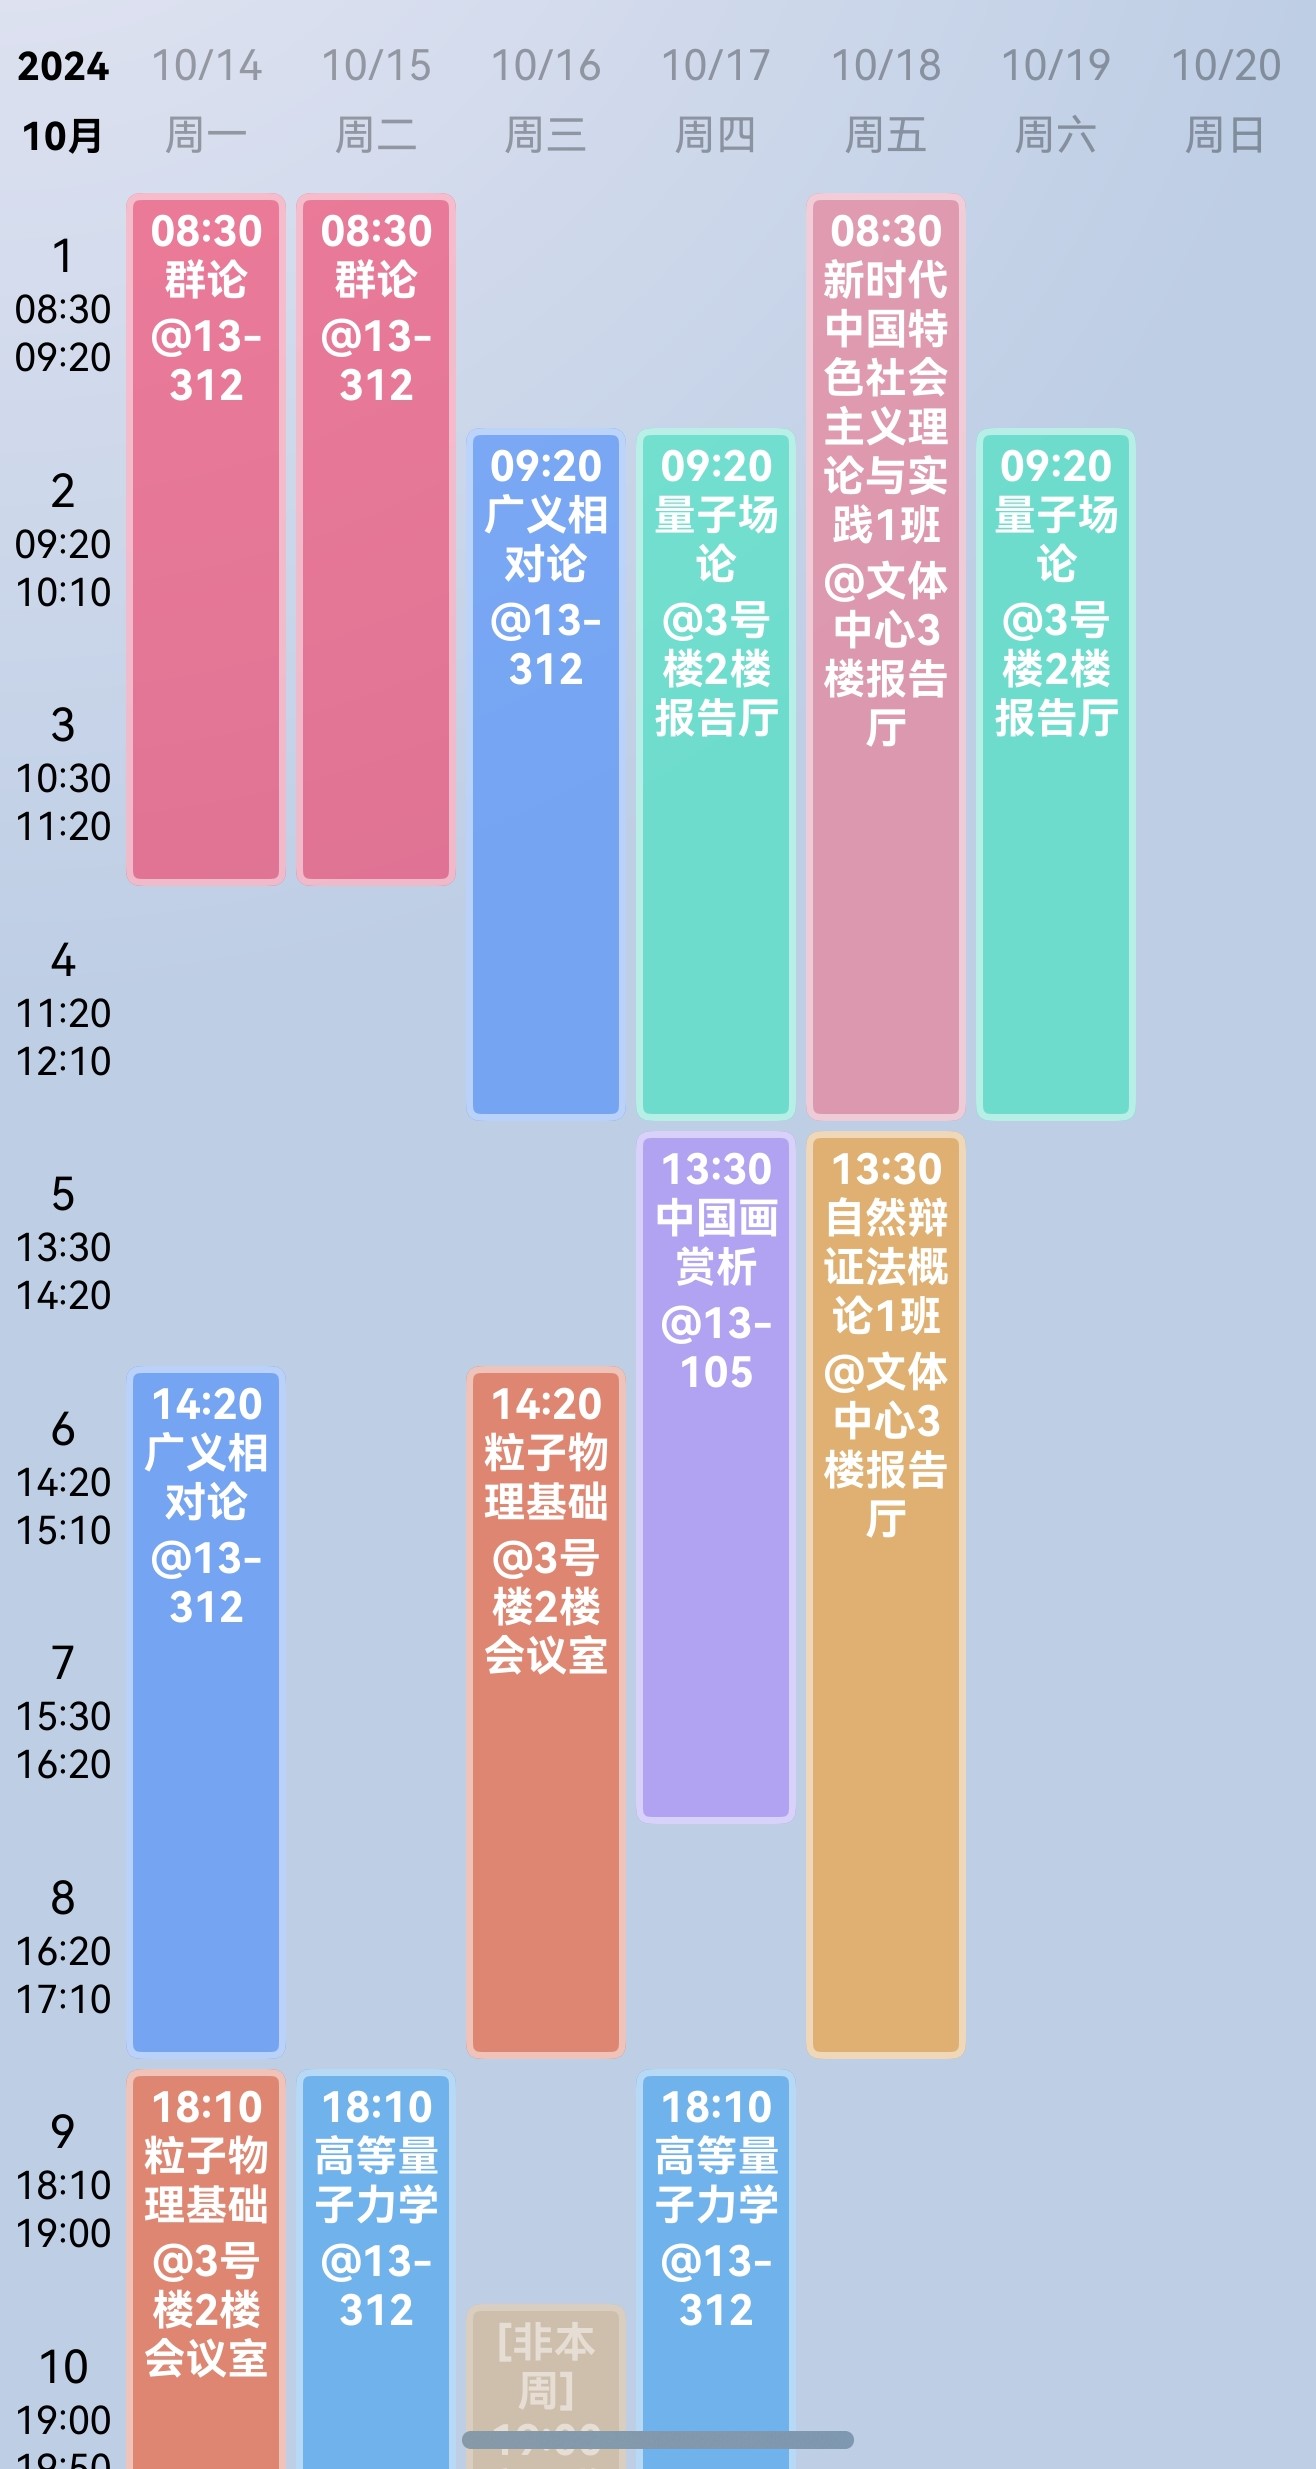 2024
10月
10/14
周一
10/15
周二
10/16
周三
10/17
周四
10/18
周五
10/19
周六
10/20
周日
1
08:30
09:20
2
09:20
10:10
3
10:30
11:20
4
11:20
12:10
5
13:30
14:20
6
14:20
15:10
7
15:30
16:20
8
16:20
17:10
9
18:10
19:00
10
19:00
19:50
08:30
群论
@13-
312
14:20
广义相
对论
@13-
312
18:10
粒子物
理基础
@3号
楼2楼
会议室
08:30
群论
@13-
312
18:10
高等量
子力学
@13-
312
09:20
广义相
对论
@13-
312
14:20
粒子物
理基础
@3号
楼2楼
会议室
[非本
周]
19:00
09:20
量子场
论
@3号
楼2楼
报告厅
13:30
中国画
赏析
@13-
105
18:10
高等量
子力学
@13-
312
08:30
新时代
中国特
色社会
主义理
论与实
践1班
@文体
中心3
楼报告
厅
13:30
自然辩
证法概
论1班
@文体
中心3
楼报告
厅
09:20
量子场
论
@3号
楼2楼
报告厅